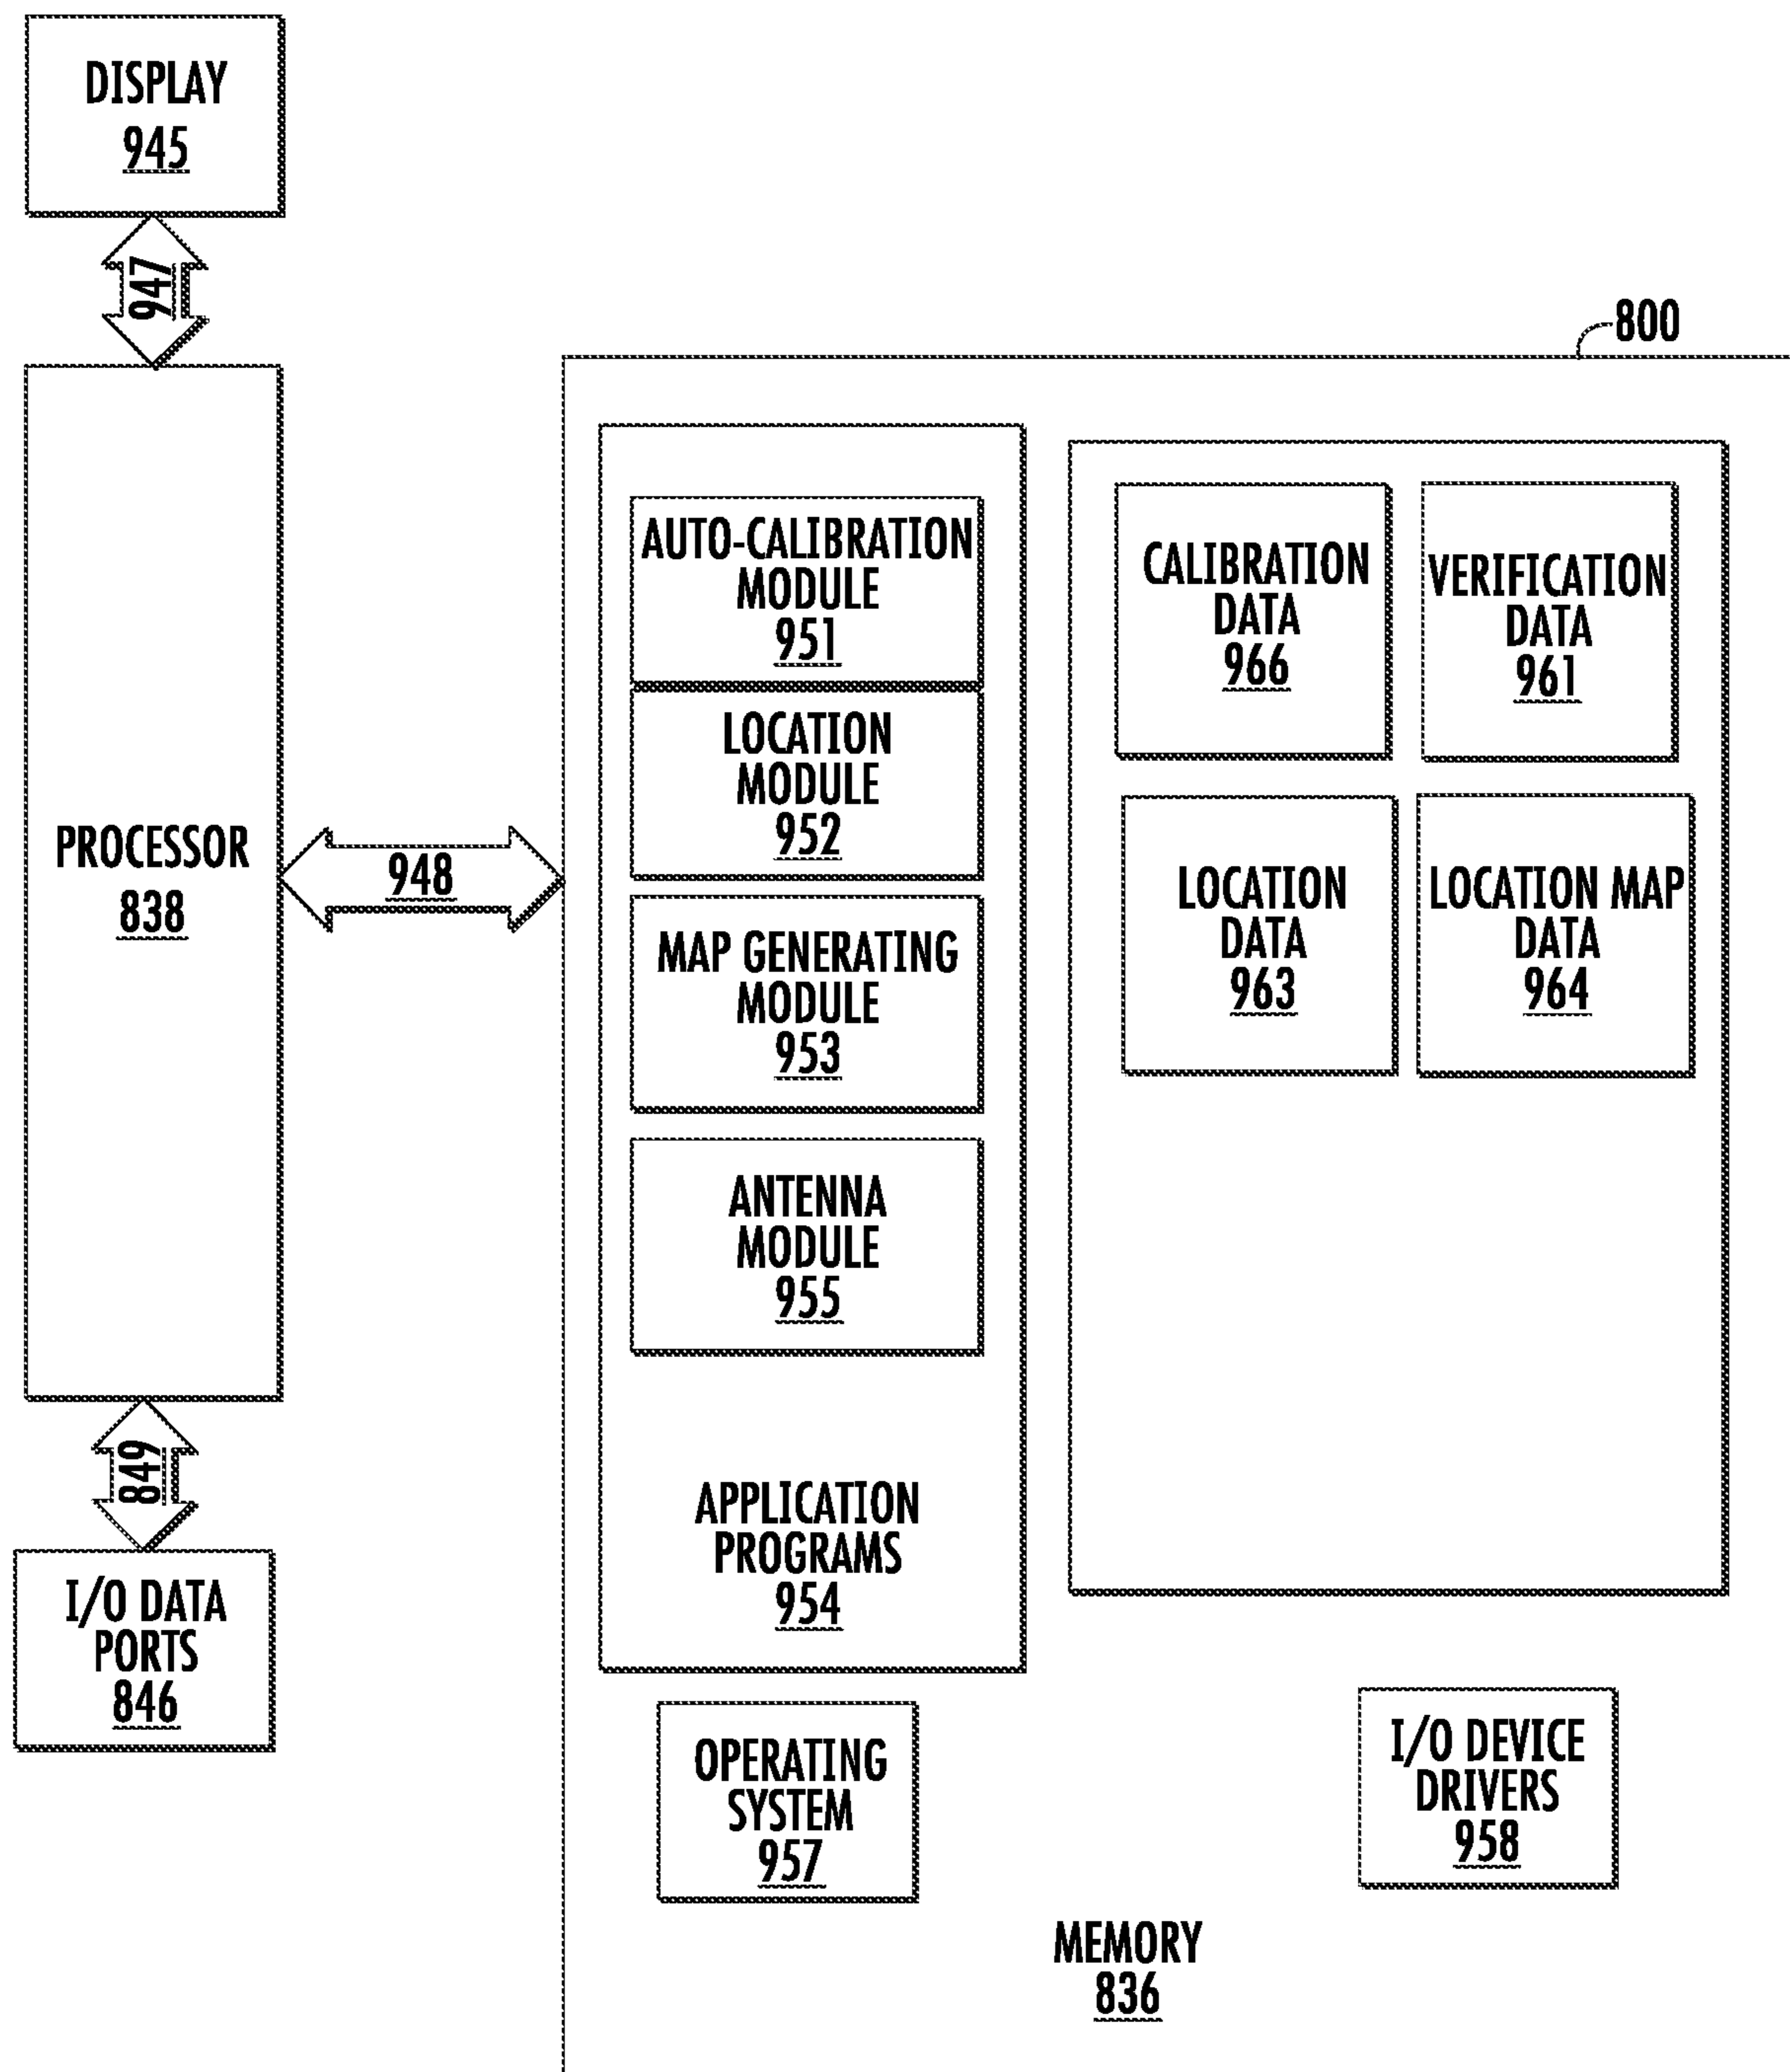 DISPLAY
945
947
800
PROCESSOR
838
948
849
I/O DATA
PORTS
846
AUTO-CALIBRATION
MODULE
951
LOCATION
MODULE
952
MAP GENERATING
MODULE
953
ANTENNA
MODULE
955
APPLICATION
PROGRAMS
954
CALIBRATION
DATA
966
VERIFICATION
DATA
961
LOCATION
DATA
963
LOCATION MAP
DATA
964
OPERATING
SYSTEM
957
I/O DEVICE
DRIVERS
958
MEMORY
836